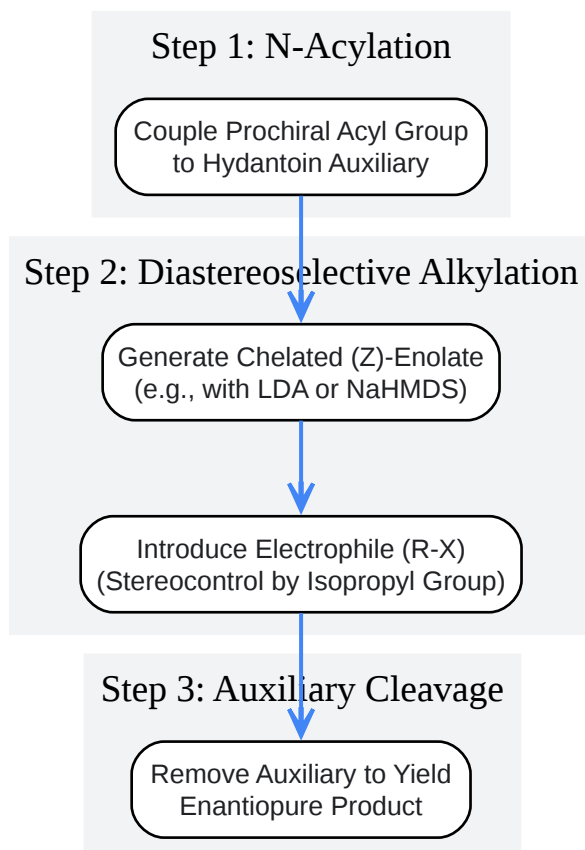 Step 1: N-Acylation
Couple Prochiral Acyl Group
to Hydantoin Auxiliary
Step 2: Diastereoselective Alkylation
Generate Chelated (Z)-Enolate
(e.g., with LDA or NaHMDS)
Introduce Electrophile (R-X)
(Stereocontrol by Isopropyl Group)
Step 3: Auxiliary Cleavage
Remove Auxiliary to Yield
Enantiopure Product